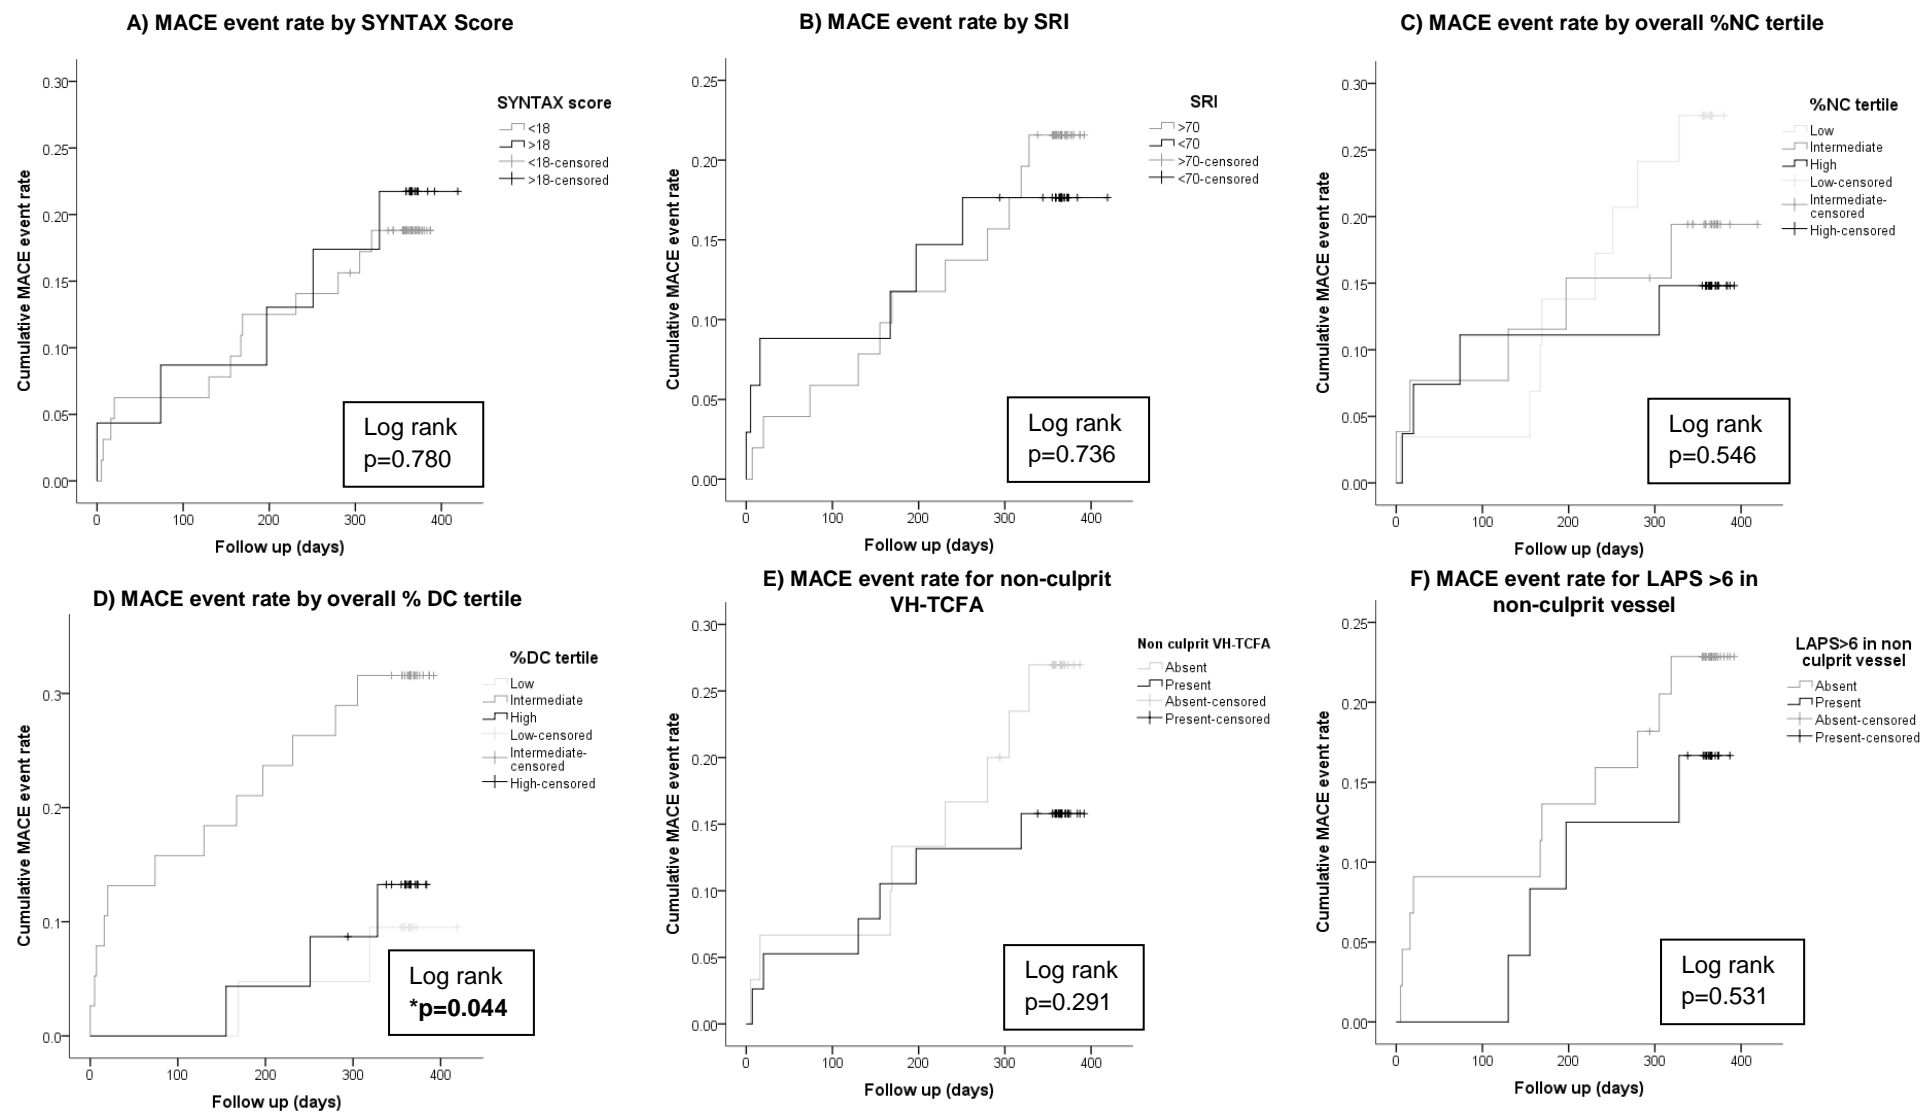 A) MACE event rate by SYNTAX Score
Cumulative MACE event rate
0.30
0.25
0.20
0.15
0.10
0.05
0.00
0 100 200 300 400
Follow up (days)
SYNTAX score
<18
>18
<18-censored
>18-censored
Log rank
p=0.780
B) MACE event rate by SRI
Cumulative MACE event rate
0.25
0.20
0.15
0.10
0.05
0.00
0 100 200 300 400
Follow up (days)
SRI
>70
<70
>70-censored
<70-censored
Log rank
p=0.736
C) MACE event rate by overall %NC tertile
Cumulative MACE event rate
0.30
0.25
0.20
0.15
0.10
0.05
0.00
0 100 200 300 400
Follow up (days)
%NC tertile
Low
Intermediate
High
Low-censored
Intermediate-
censored
High-censored
Log rank
p=0.546
D) MACE event rate by overall % DC tertile
Cumulative MACE event rate
0.3
0.2
0.1
0.0
0 100 200 300 400
Follow up (days)
%DC tertile
Low
Intermediate
High
Low-censored
Intermediate-
censored
High-censored
Log rank
*p=0.044
E) MACE event rate for non-culprit
VH-TCFA
Cumulative MACE event rate
0.30
0.25
0.20
0.15
0.10
0.05
0.00
0 100 200 300 400
Follow up (days)
Non culprit VH-TCFA
Absent
Present
Absent-censored
Present-censored
Log rank
p=0.291
F) MACE event rate for LAPS >6 in
non-culprit vessel
Cumulative MACE event rate
0.25
0.20
0.15
0.10
0.05
0.00
0 100 200 300 400
Follow up (days)
LAPS>6 in non
culprit vessel
Absent
Present
Absent-censored
Present-censored
Log rank
p=0.531